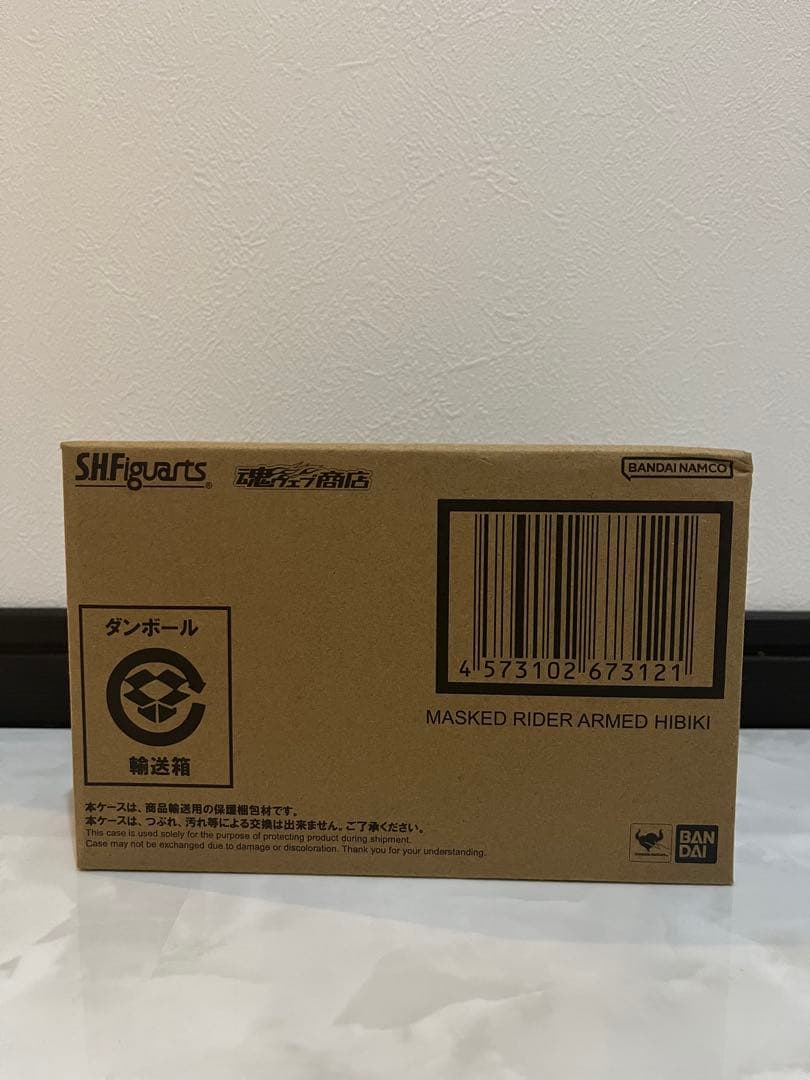 S.H.Figuarts®
魂ウェブ商店
BANDAI NAMCO
4 573102 673121
MASKED RIDER ARMED HIBIKI
ダンボール
輸送箱
本ケースは、商品輸送用の保護梱包材です。
本ケースは、つぶれ、汚れ等による交換は出来ません。ご了承ください。
This case is used solely for the purpose of protecting product during shipment.
Case may not be exchanged due to damage or discoloration. Thank you for your understanding.
BAN
DAI